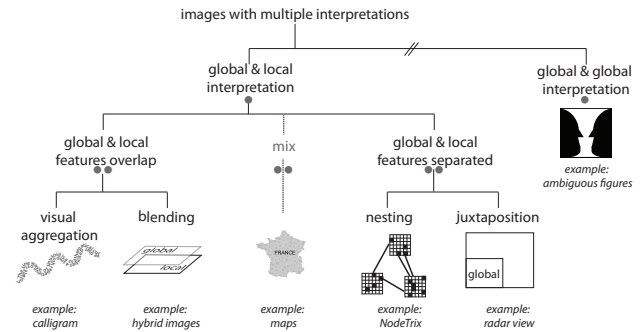 images with multiple interpretations
global & local
interpretation
global & global
interpretation
example:
ambiguous figures
global & local
features overlap
mix
global & local
features separated
visual
aggregation
blending
nesting
juxtaposition
global
local
FRANCE
global
example:
calligram
example:
hybrid images
example:
maps
example:
NodeTrix
example:
radar view